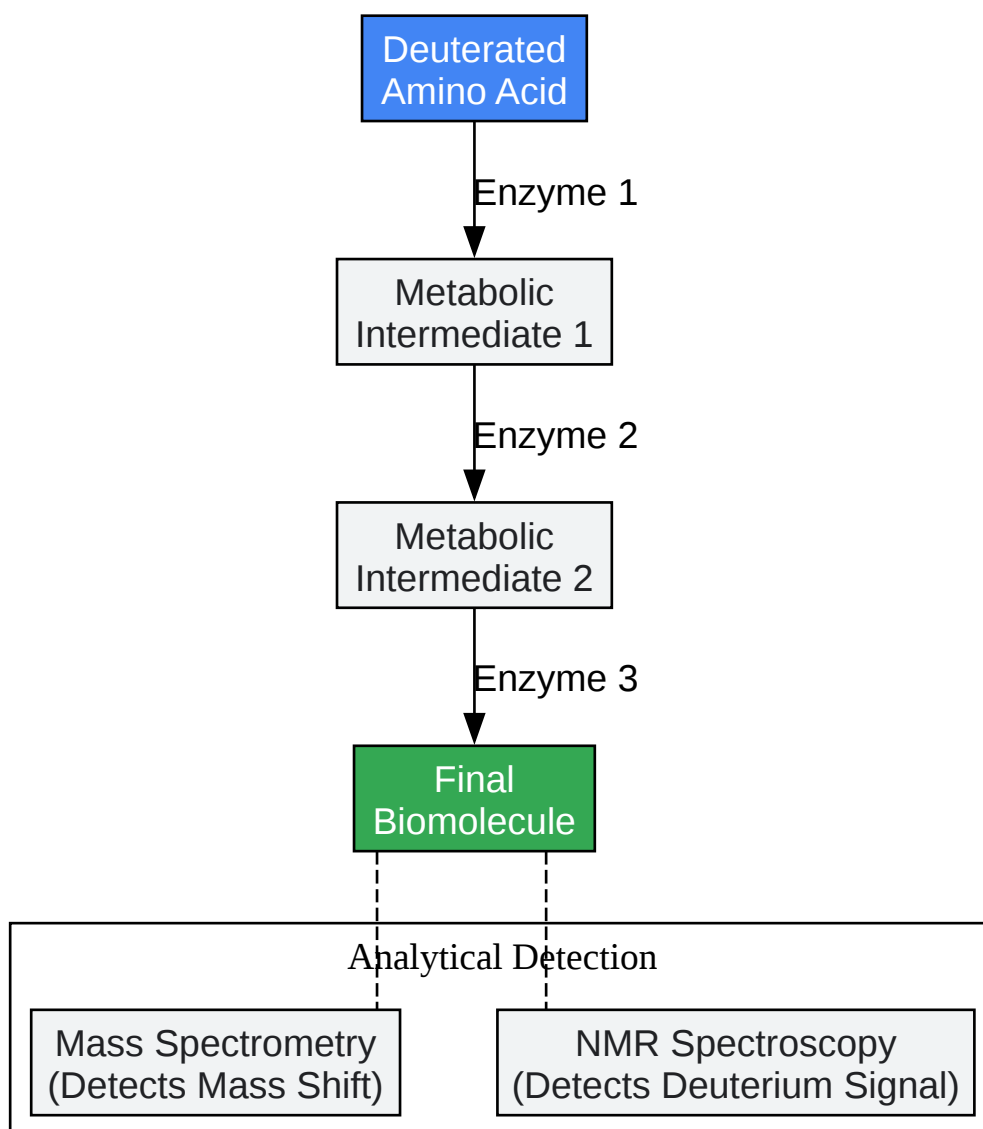 Deuterated
Amino Acid
Enzyme 1
Metabolic
Intermediate 1
Enzyme 2
Metabolic
Intermediate 2
Enzyme 3
Final
Biomolecule
Analytical Detection
Mass Spectrometry
(Detects Mass Shift)
NMR Spectroscopy
(Detects Deuterium Signal)